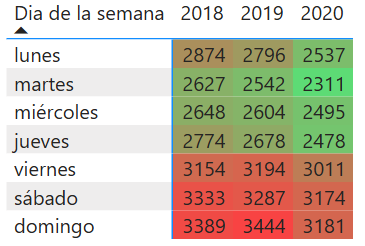 Dia de la semana 2018 2019 2020
lunes 2874 2796 2537
martes 2627 2542 2311
miércoles 2648 2604 2495
jueves 2774 2678 2478
viernes 3154 3194 3011
sábado 3333 3287 3174
domingo 3389 3444 3181